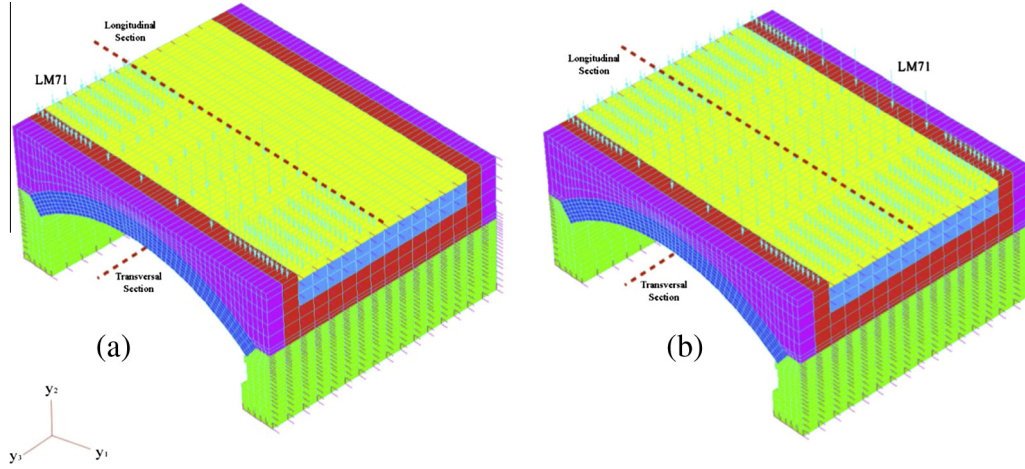 Longitudinal
Section
LM71
Transversal
Section
(a)
Longitudinal
Section
LM71
Transversal
Section
(b)
y2
y3
y1